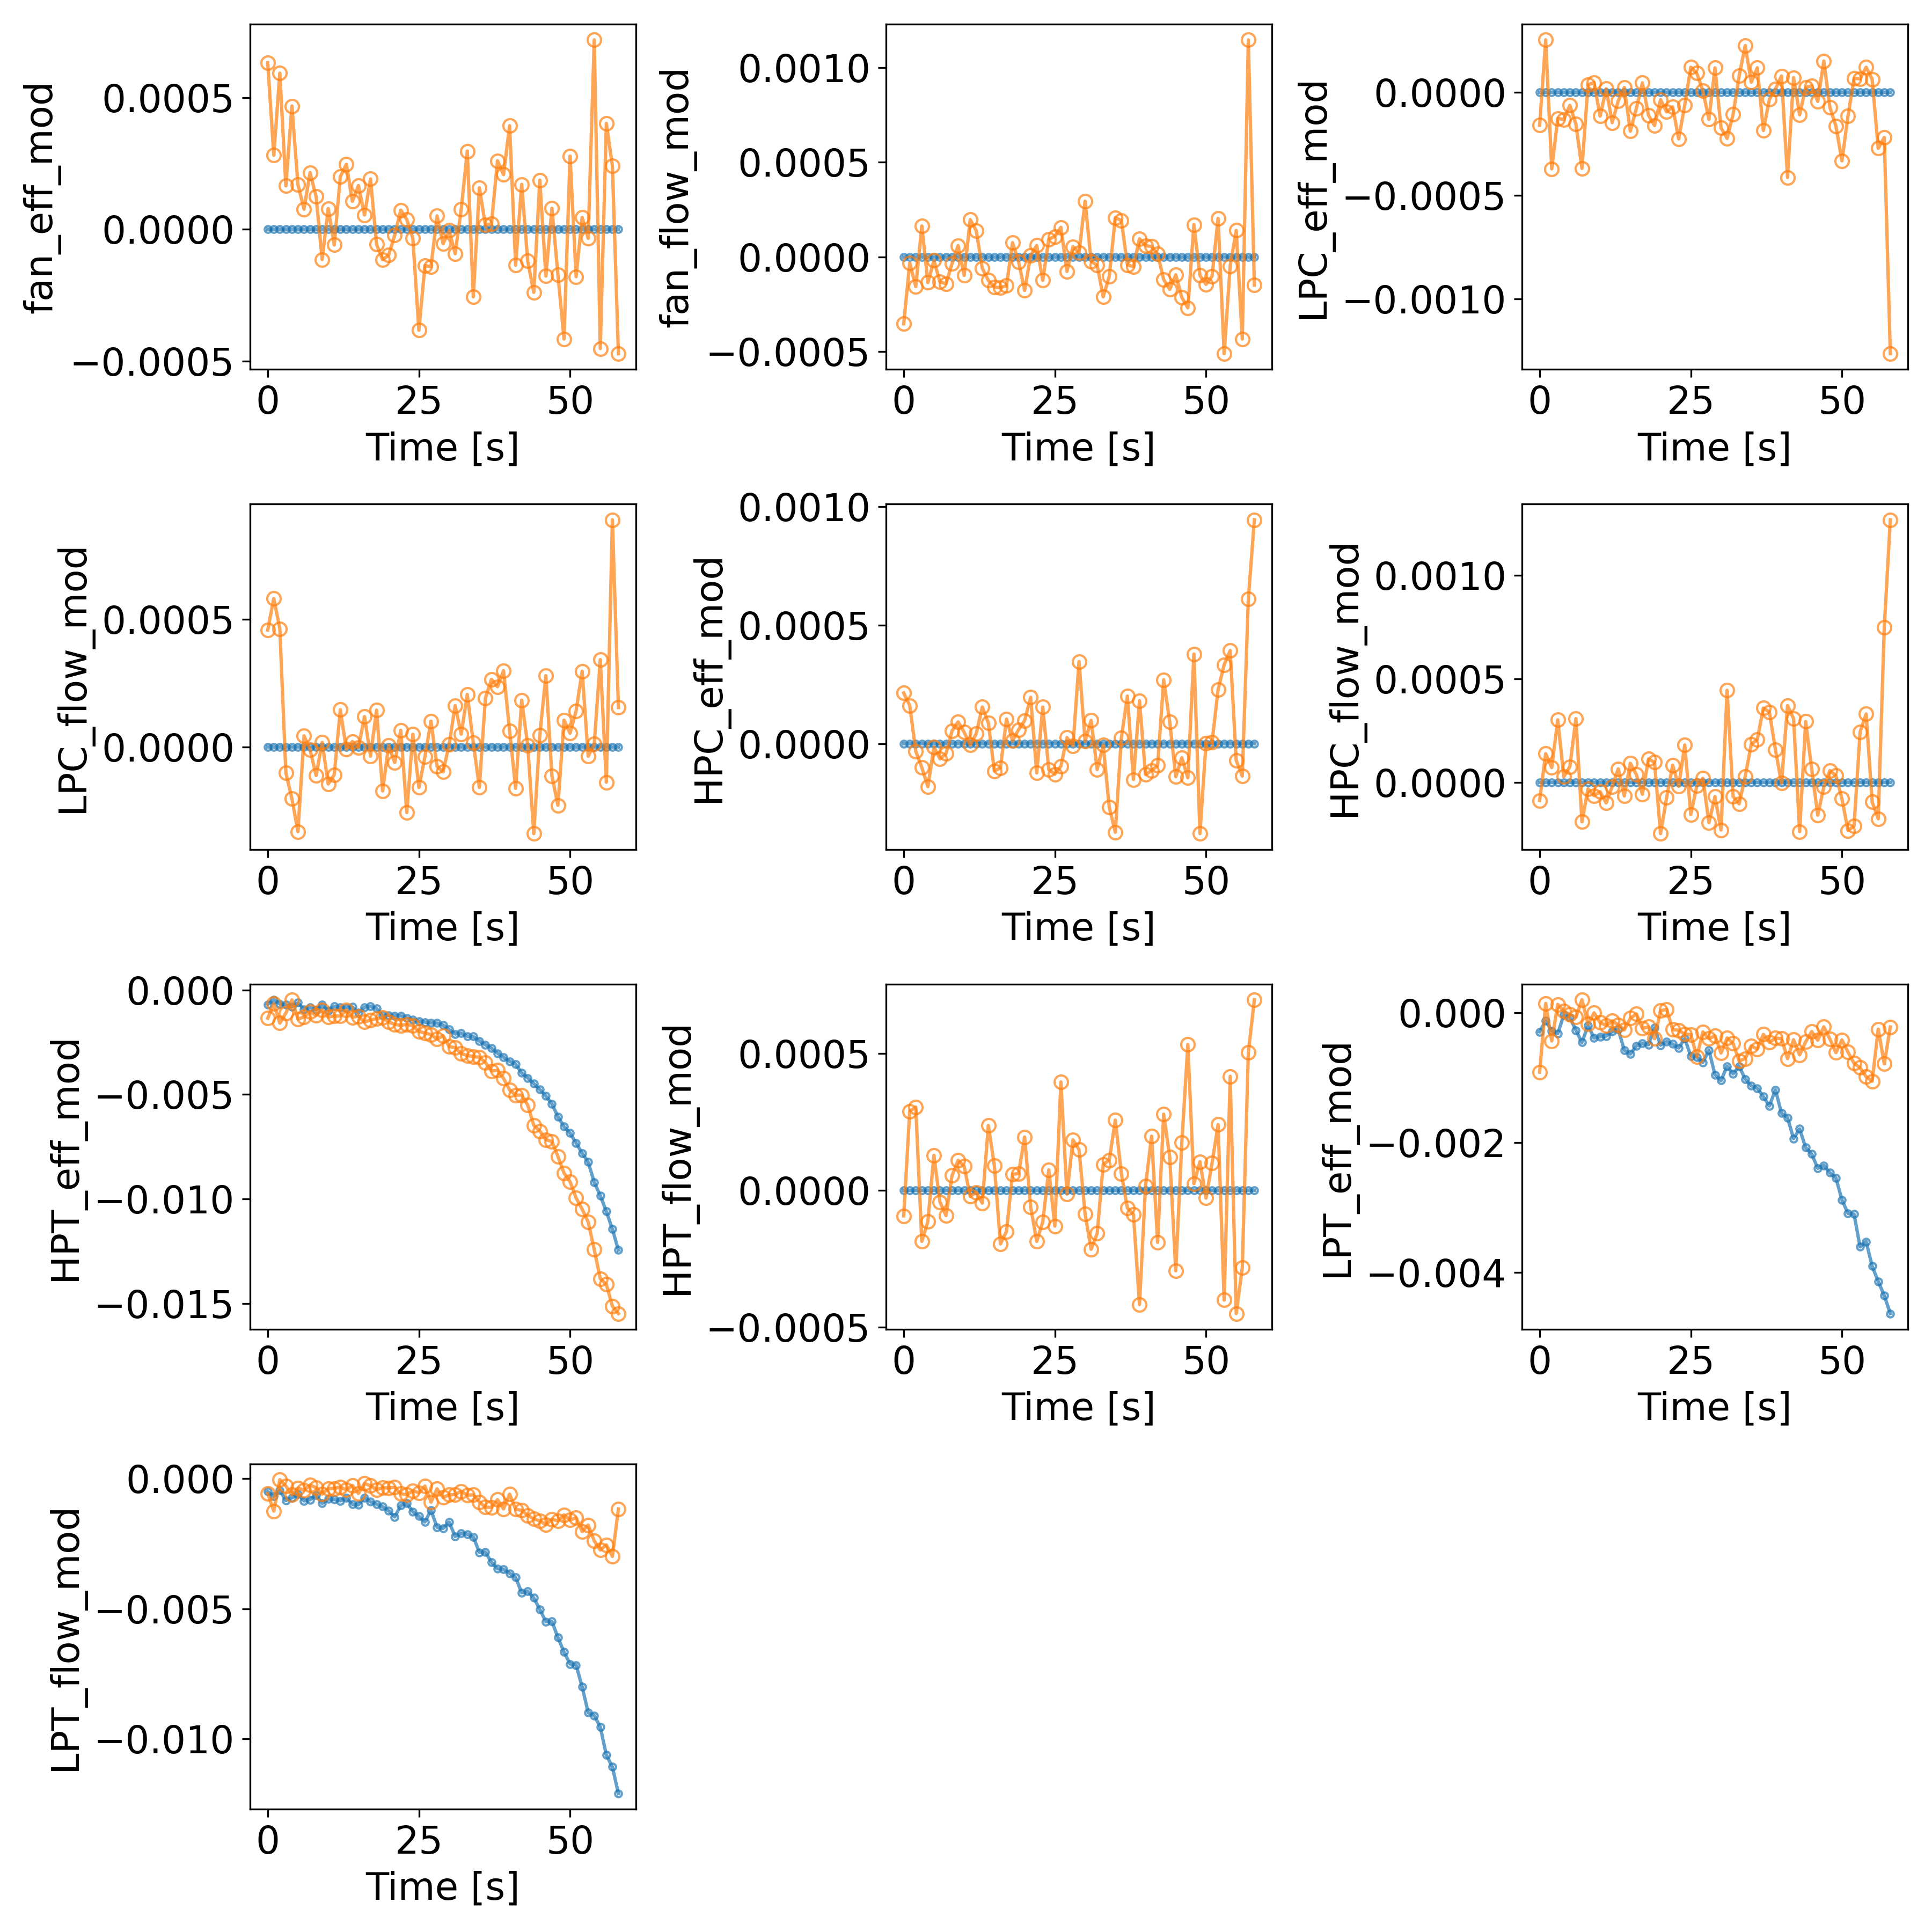 fan_eff_mod
0.0005
0.0000
−0.0005
0 25 50
Time [s]
fan_flow_mod
0.0010
0.0005
0.0000
−0.0005
0 25 50
Time [s]
LPC_eff_mod
0.0000
−0.0005
−0.0010
0 25 50
Time [s]
LPC_flow_mod
0.0005
0.0000
0 25 50
Time [s]
HPC_eff_mod
0.0010
0.0005
0.0000
0 25 50
Time [s]
HPC_flow_mod
0.0010
0.0005
0.0000
0 25 50
Time [s]
HPT_eff_mod
0.000
−0.005
−0.010
−0.015
0 25 50
Time [s]
HPT_flow_mod
0.0005
0.0000
−0.0005
0 25 50
Time [s]
LPT_eff_mod
0.000
−0.002
−0.004
0 25 50
Time [s]
LPT_flow_mod
0.000
−0.005
−0.010
0 25 50
Time [s]